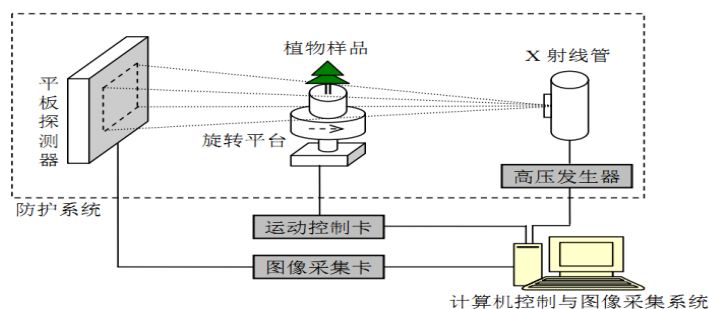 植物样品
X 射线管
平板探测器
旋转平台
高压发生器
防护系统
运动控制卡
图像采集卡
计算机控制与图像采集系统